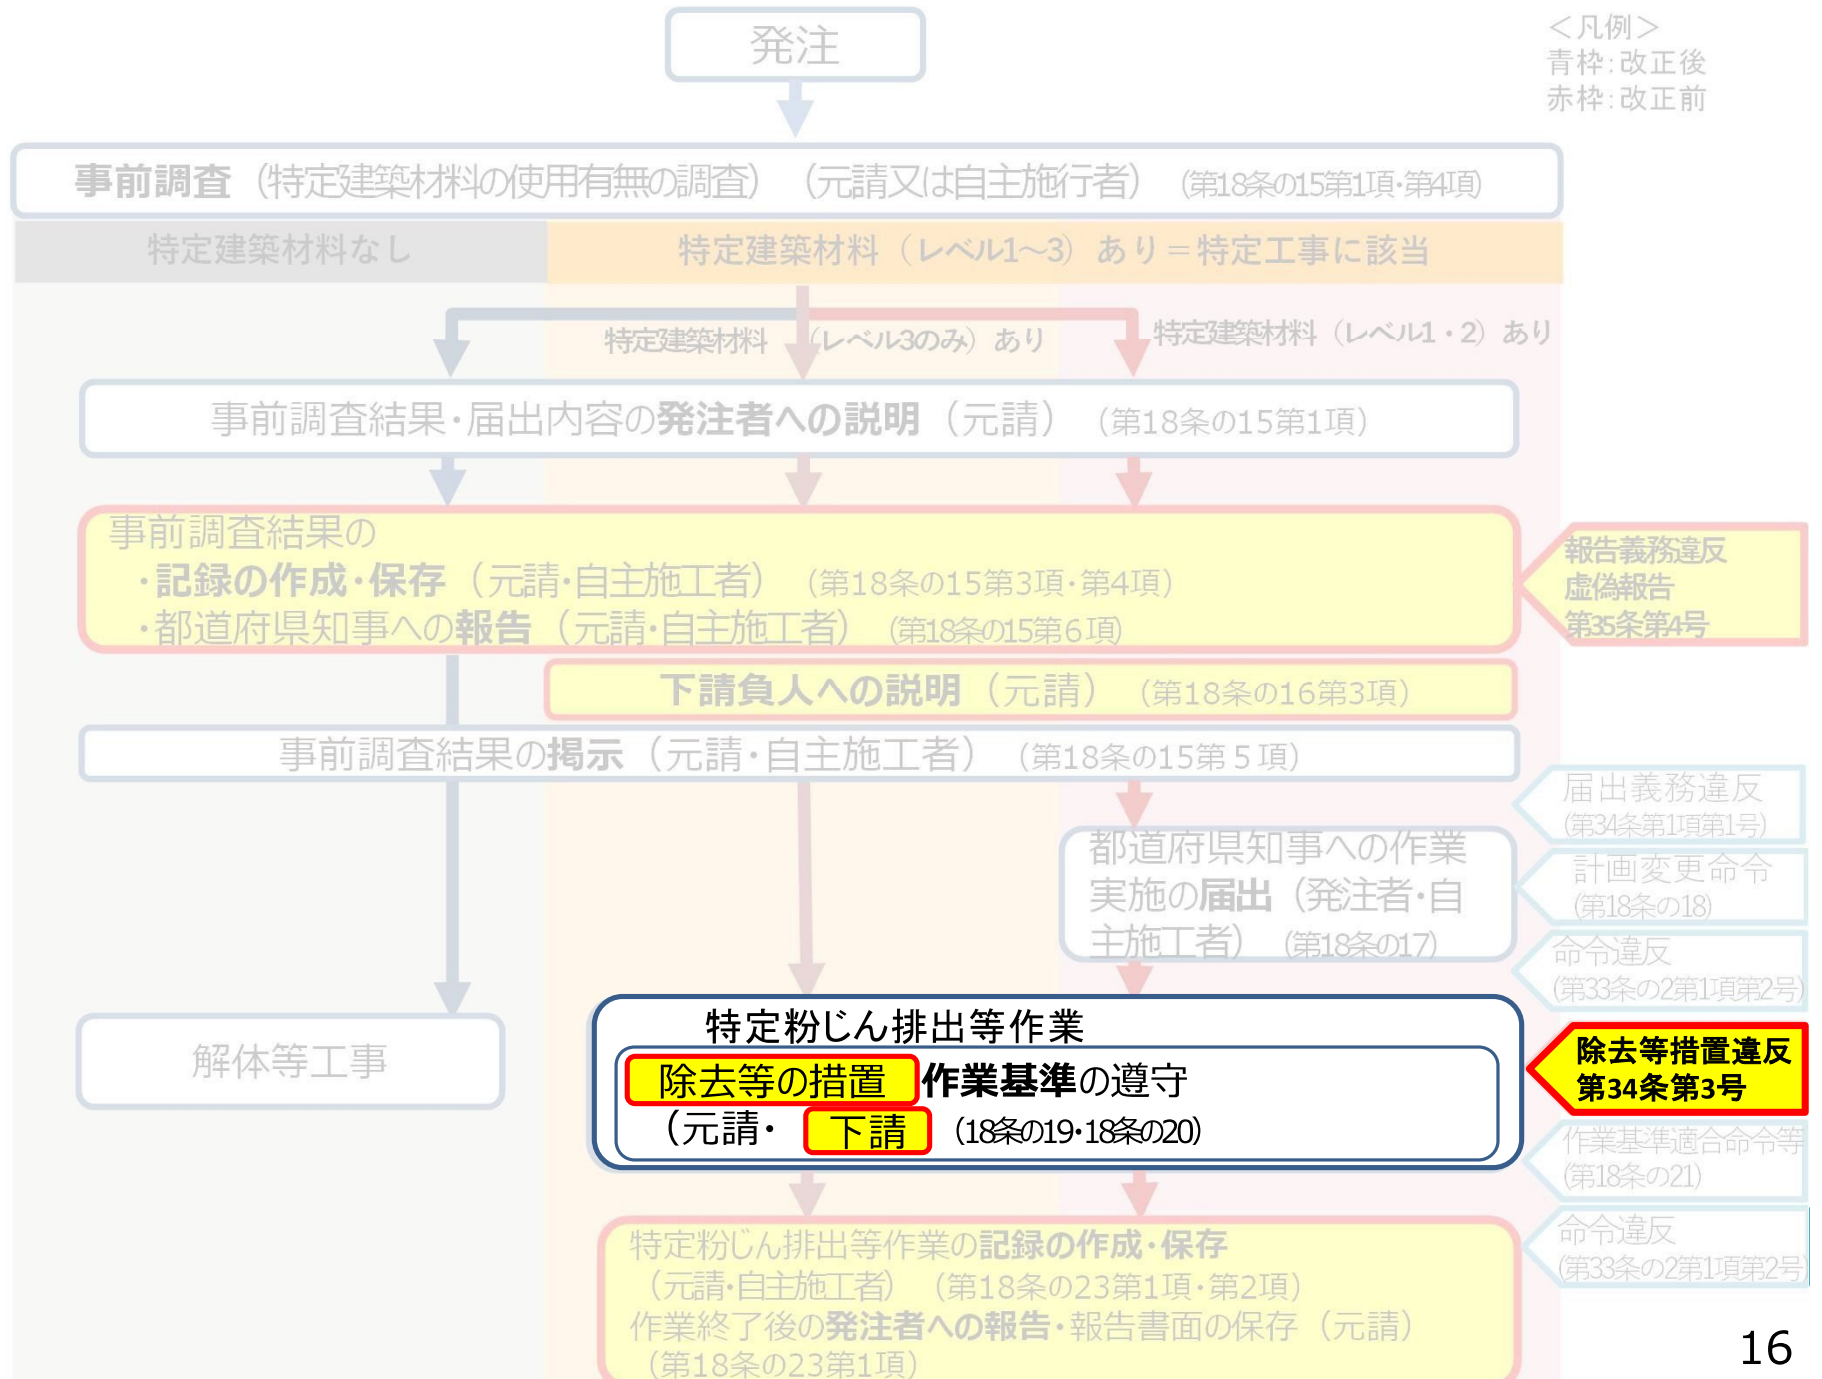 発注
＜凡例＞
青枠：改正後
赤枠：改正前
事前調査（特定建築材料の使用有無の調査）（元請又は自主施行者）（第18条の15第1項・第4項）
特定建築材料なし
特定建築材料（レベル1～3）あり＝特定工事に該当
特定建築材料（レベル3のみ）あり
特定建築材料（レベル1・2）あり
事前調査結果・届出内容の発注者への説明（元請）（第18条の15第1項）
事前調査結果の
・記録の作成・保存（元請・自主施工者）（第18条の15第3項・第4項）
・都道府県知事への報告（元請・自主施工者）（第18条の15第６項）
報告義務違反
虚偽報告
第35条第4号
下請負人への説明（元請）（第18条の16第3項）
事前調査結果の掲示（元請・自主施工者）（第18条の15第５項）
届出義務違反
（第34条第1項第1号）
都道府県知事への作業
実施の届出（発注者・自
主施工者）（第18条の17）
計画変更命令
（第18条の18）
命令違反
（第33条の2第1項第2号）
解体等工事
特定粉じん排出等作業
除去等の措置 作業基準の遵守
（元請・ 下請 （18条の19・18条の20）
除去等措置違反
第34条第3号
作業基準適合命令等
（第18条の21）
命令違反
（第33条の2第1項第2号）
特定粉じん排出等作業の記録の作成・保存
（元請・自主施工者）（第18条の23第1項・第2項）
作業終了後の発注者への報告・報告書面の保存（元請）
（第18条の23第1項）
16